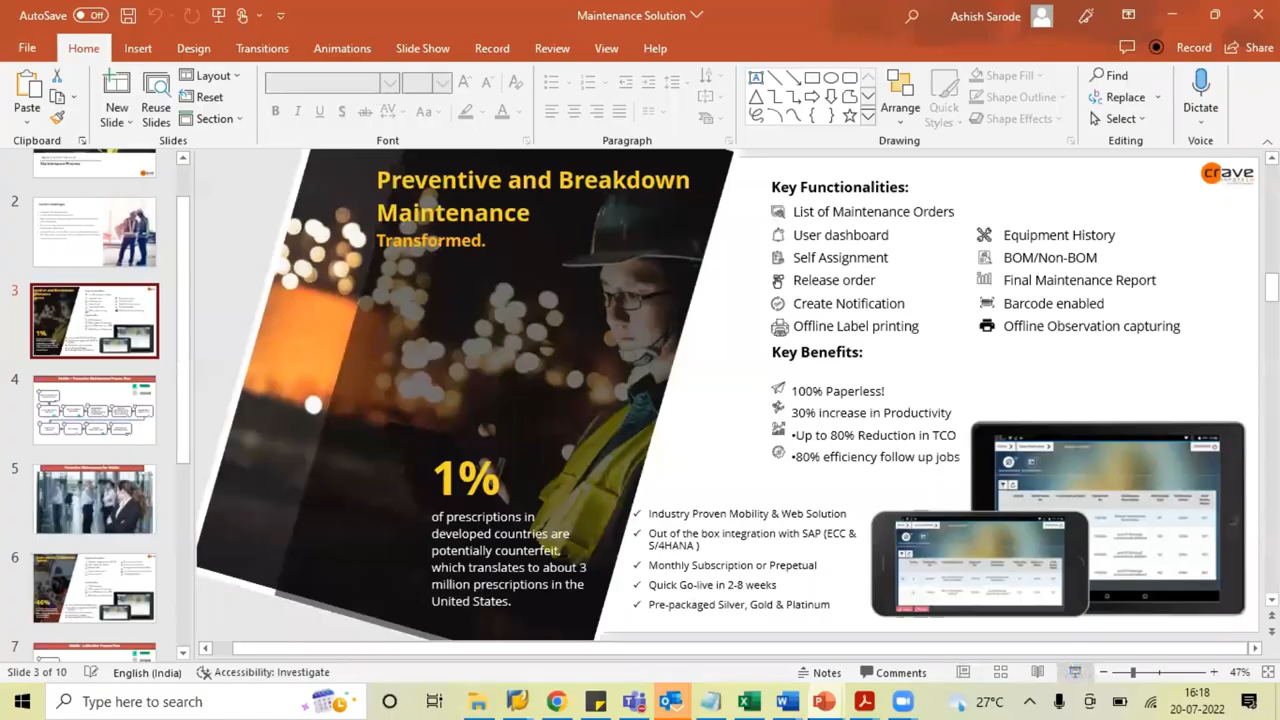 AutoSave Off
Maintenance Solution
Ashish Sarode
File Home Insert Design Transitions Animations Slide Show Record Review View Help
Record Share
Paste
New Slide
Reuse Slides
Layout
Reset
Section
Aa
Arrange
Quick Styles
Shape Fill
Shape Outline
Shape Effects
Find
Replace
Select
Dictate
Clipboard Slides Font Paragraph Drawing Editing Voice
2
3
4
5
6
7
Preventive and Breakdown
Maintenance
Transformed.
1%
of prescriptions in
developed countries are
potentially counterfeit,
which translates to about 3
million prescriptions in the
United States.
crave
INFOTECH
Key Functionalities:
List of Maintenance Orders
User dashboard
Self Assignment
Release order
Create Notification
Offline Label printing
Equipment History
BOM/Non-BOM
Final Maintenance Report
Barcode enabled
Offline Observation capturing
Key Benefits:
100% Paperless!
30% increase in Productivity
•Up to 80% Reduction in TCO
•80% efficiency follow up jobs
✓ Industry Proven Mobility & Web Solution
✓ Out of the box integration with SAP (ECC &
S/4HANA )
✓ Monthly Subscription or Prepetual
✓ Quick Go-live in 2-8 weeks
✓ Pre-packaged Silver, Gold & Platinum
Slide 3 of 10 English (India) Accessibility: Investigate Notes Comments 47%
Type here to search
27°C
16:18
20-07-2022